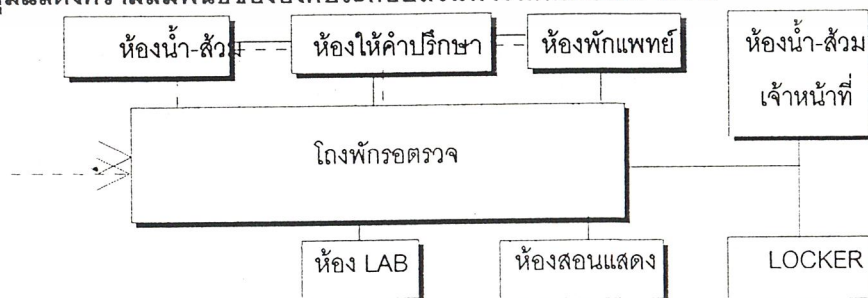 ห้องน้ำ-ส้วม ห้องให้คำปรึกษา ห้องพักแพทย์ ห้องน้ำ-ส้วม
เจ้าหน้าที่
โถงพักรอตรวจ
ห้อง LAB ห้องสอนแสดง LOCKER